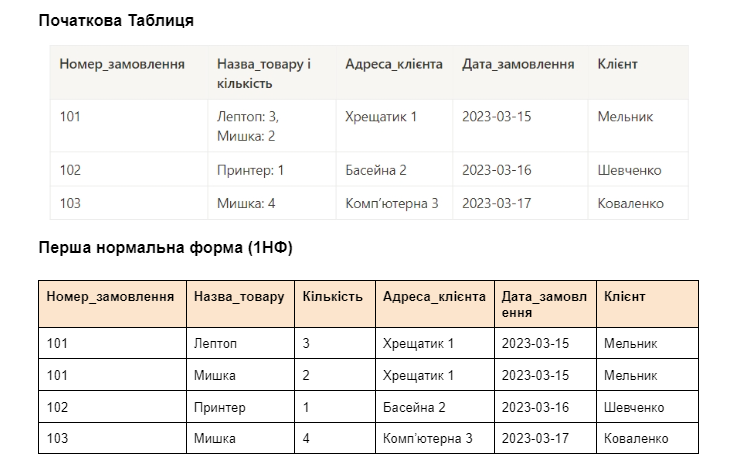 Початкова Таблиця
Номер_замовлення Назва_товару і кількість Адреса_клієнта Дата_замовлення Клієнт
101 Лептоп: 3, Мишка: 2 Хрещатик 1 2023-03-15 Мельник
102 Принтер: 1 Басейна 2 2023-03-16 Шевченко
103 Мишка: 4 Комп’ютерна 3 2023-03-17 Коваленко
Перша нормальна форма (1НФ)
Номер_замовлення Назва_товару Кількість Адреса_клієнта Дата_замовлення Клієнт
101 Лептоп 3 Хрещатик 1 2023-03-15 Мельник
101 Мишка 2 Хрещатик 1 2023-03-15 Мельник
102 Принтер 1 Басейна 2 2023-03-16 Шевченко
103 Мишка 4 Комп’ютерна 3 2023-03-17 Коваленко